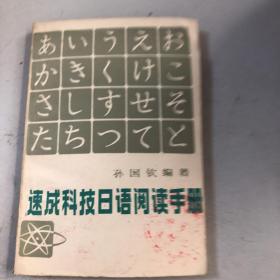 あいうえお
かきくけこ
さしすせそ
たちつてと
孙国钦编著
速成科技日语阅读手册